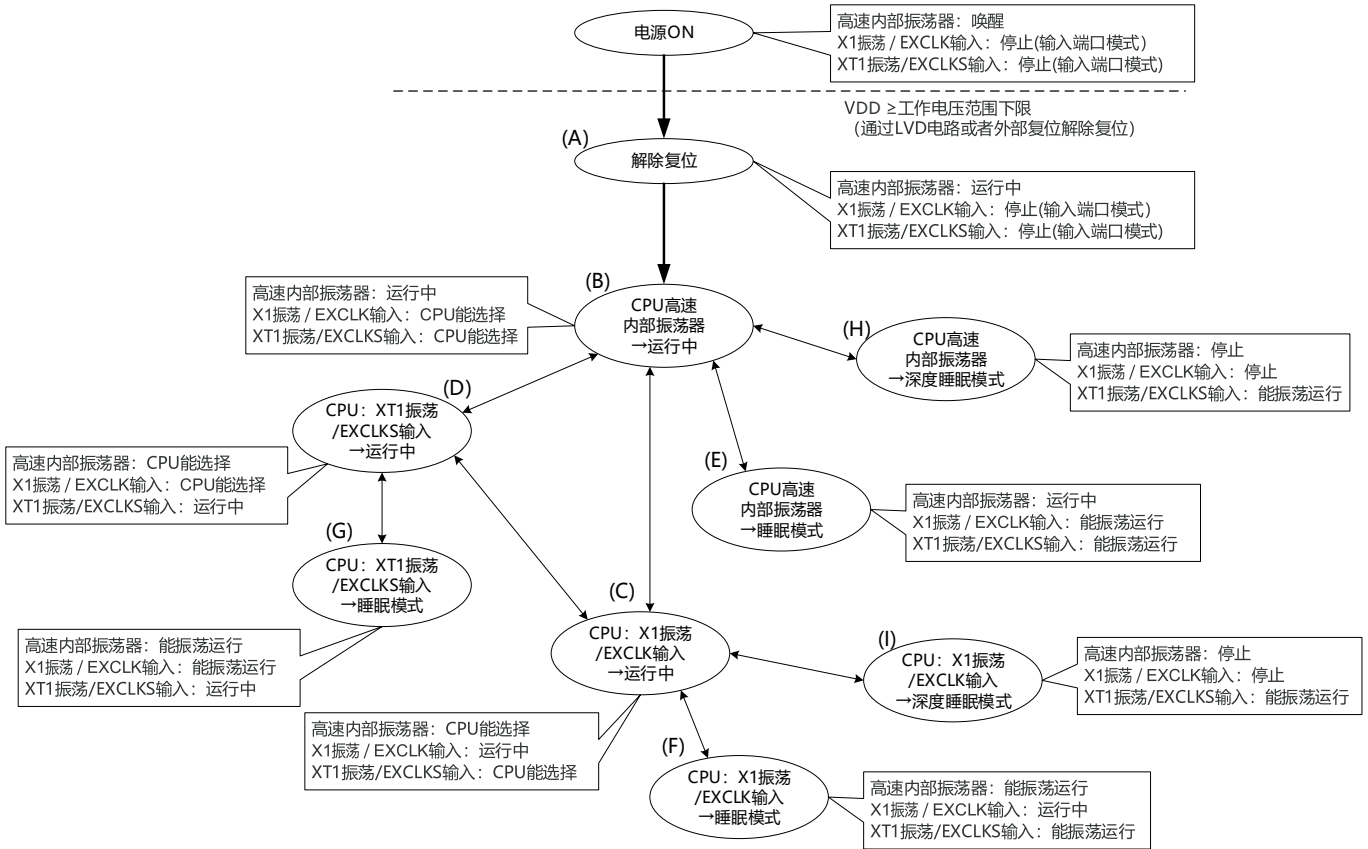 电源ON
高速内部振荡器：唤醒
X1振荡 / EXCLK输入：停止(输入端口模式)
XT1振荡/EXCLKS输入：停止(输入端口模式)
VDD ≥工作电压范围下限
（通过LVD电路或者外部复位解除复位）
(A)
解除复位
高速内部振荡器：运行中
X1振荡 / EXCLK输入：停止(输入端口模式)
XT1振荡/EXCLKS输入：停止(输入端口模式)
(B)
CPU高速
内部振荡器
→运行中
高速内部振荡器：运行中
X1振荡 / EXCLK输入：CPU能选择
XT1振荡/EXCLKS输入：CPU能选择
(H)
CPU高速
内部振荡器
→深度睡眠模式
高速内部振荡器：停止
X1振荡 / EXCLK输入：停止
XT1振荡/EXCLKS输入：能振荡运行
(D)
CPU：XT1振荡
/EXCLKS输入
→运行中
高速内部振荡器：CPU能选择
X1振荡 / EXCLK输入：CPU能选择
XT1振荡/EXCLKS输入：运行中
(E)
CPU高速
内部振荡器
→睡眠模式
高速内部振荡器：运行中
X1振荡 / EXCLK输入：能振荡运行
XT1振荡/EXCLKS输入：能振荡运行
(G)
CPU：XT1振荡
/EXCLKS输入
→睡眠模式
高速内部振荡器：能振荡运行
X1振荡 / EXCLK输入：能振荡运行
XT1振荡/EXCLKS输入：运行中
(C)
CPU：X1振荡
/EXCLK输入
→运行中
高速内部振荡器：CPU能选择
X1振荡 / EXCLK输入：运行中
XT1振荡/EXCLKS输入：CPU能选择
(I)
CPU：X1振荡
/EXCLK输入
→深度睡眠模式
高速内部振荡器：停止
X1振荡 / EXCLK输入：停止
XT1振荡/EXCLKS输入：能振荡运行
(F)
CPU：X1振荡
/EXCLK输入
→睡眠模式
高速内部振荡器：能振荡运行
X1振荡 / EXCLK输入：运行中
XT1振荡/EXCLKS输入：能振荡运行